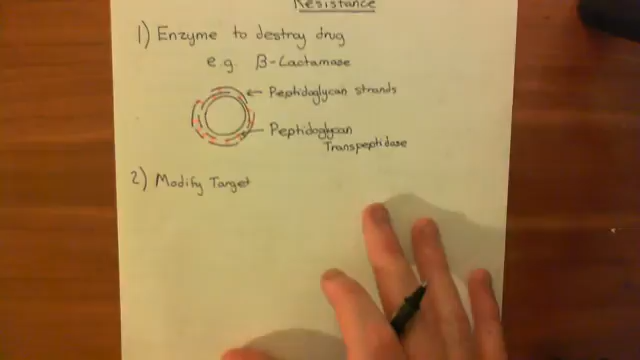 Resistance
1) Enzyme to destroy drug
e.g. β-Lactamase
Peptidoglycan strands
Peptidoglycan
Transpeptidase
2) Modify Target